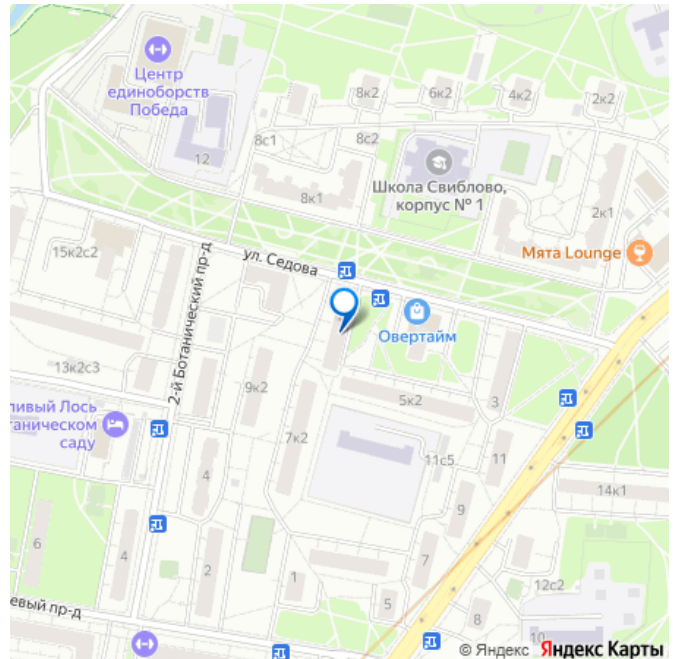 Центр
единоборств
Победа
8к2
6к2
4к2
2к2
8с1
8с2
12
Школа Свиблово,
корпус № 1
8к1
2к1
Мята Lounge
15к2с2
ул. Седова
2-й Ботанический пр-д
Овертайм
13к2с3
9к2
5к2
3
ливый Лось
таническом
саду
7к2
4
11с5
11
14к1
9
6
4
2
7
1
12с2
5
8
10
евый пр-д
© Яндекс Яндекс Карты